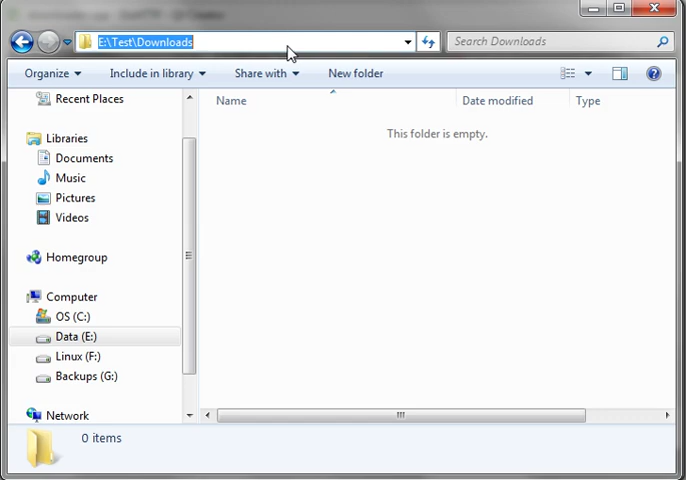 E:\Test\Downloads
Search Downloads
Organize
Include in library
Share with
New folder
Recent Places
Libraries
Documents
Music
Pictures
Videos
Homegroup
Computer
OS (C:)
Data (E:)
Linux (F:)
Backups (G:)
Network
Name
Date modified
Type
This folder is empty.
0 items